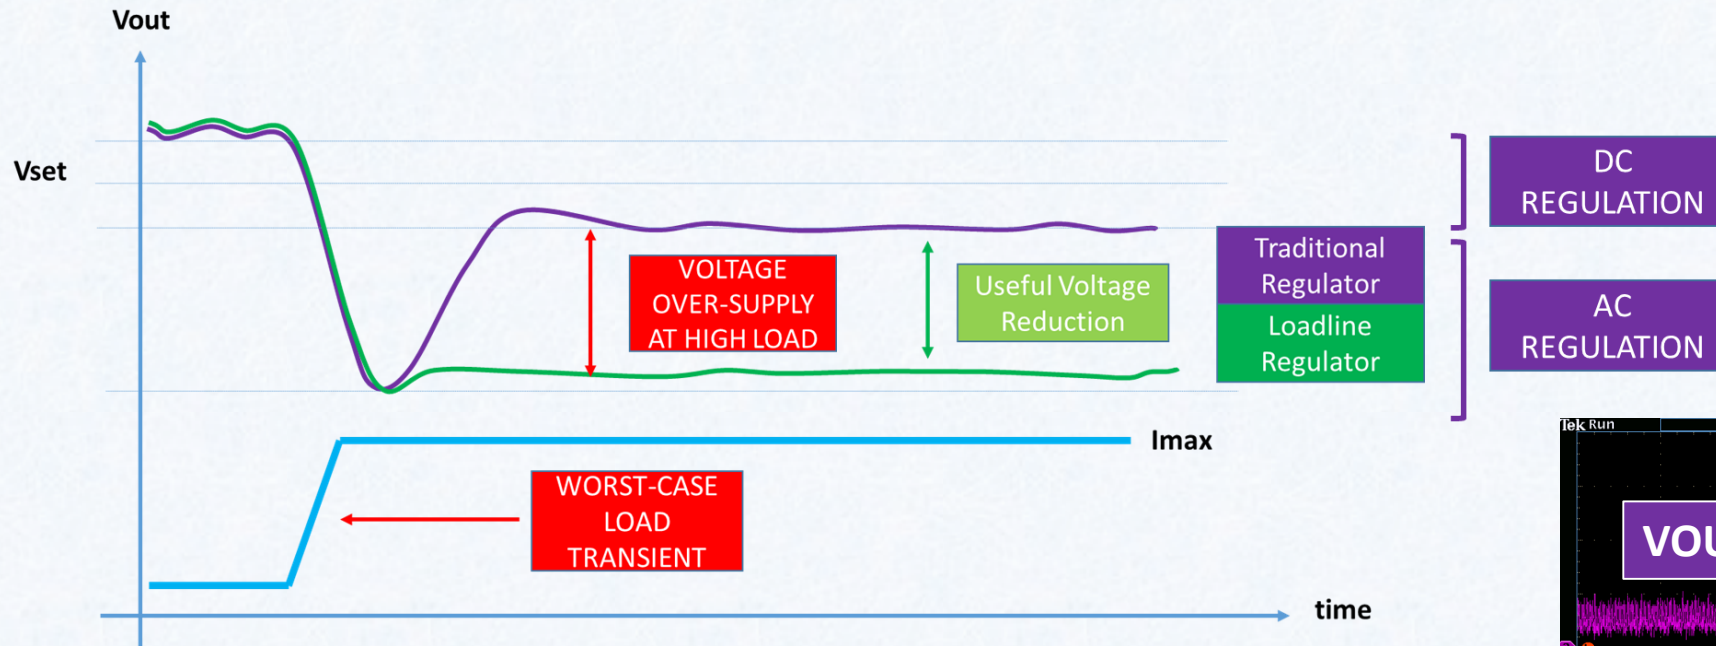 Vout
Vset
DC
REGULATION
Traditional
Regulator
Loadline
Regulator
VOLTAGE
OVER-SUPPLY
AT HIGH LOAD
Useful Voltage
Reduction
AC
REGULATION
Imax
WORST-CASE
LOAD
TRANSIENT
time
Tek Run